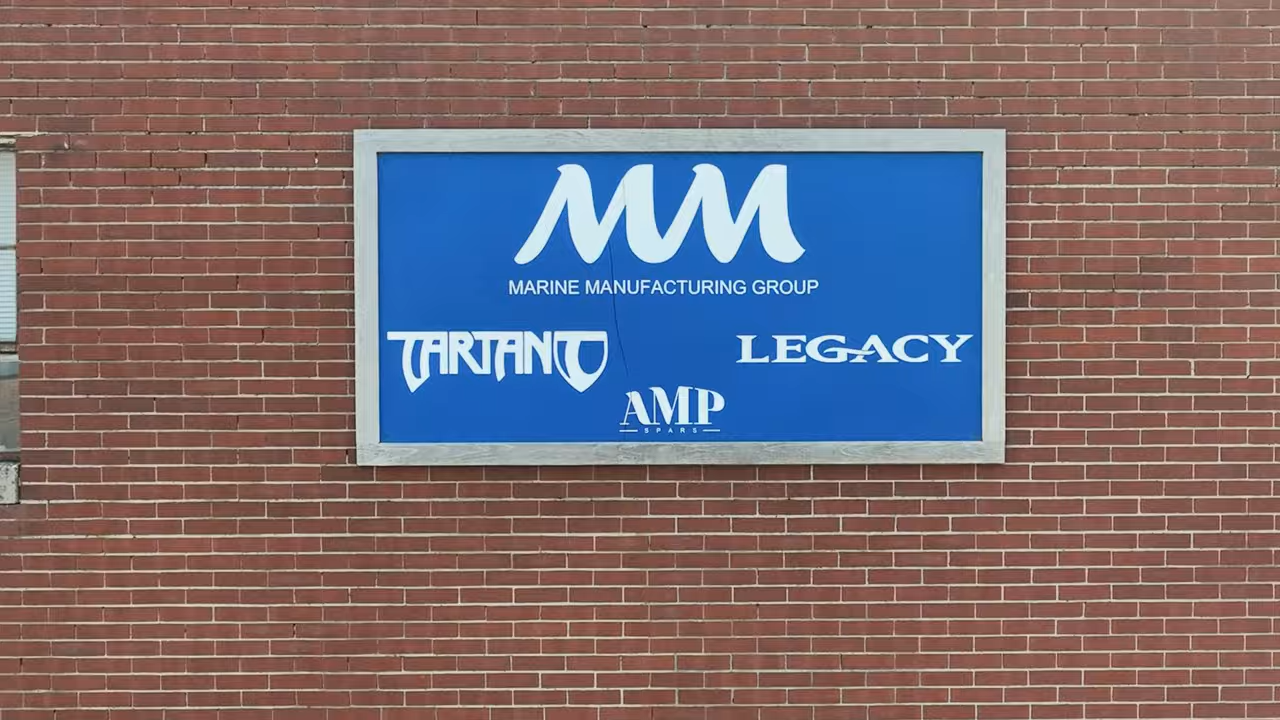 MM
MARINE MANUFACTURING GROUP
TARTAN
LEGACY
AMP
SPARS